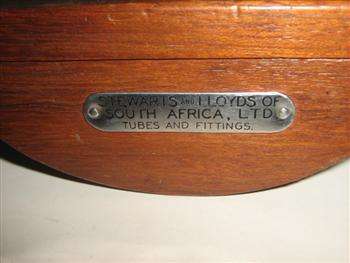 STEWARTS AND LLOYDS OF
SOUTH AFRICA, LTD.
TUBES AND FITTINGS.